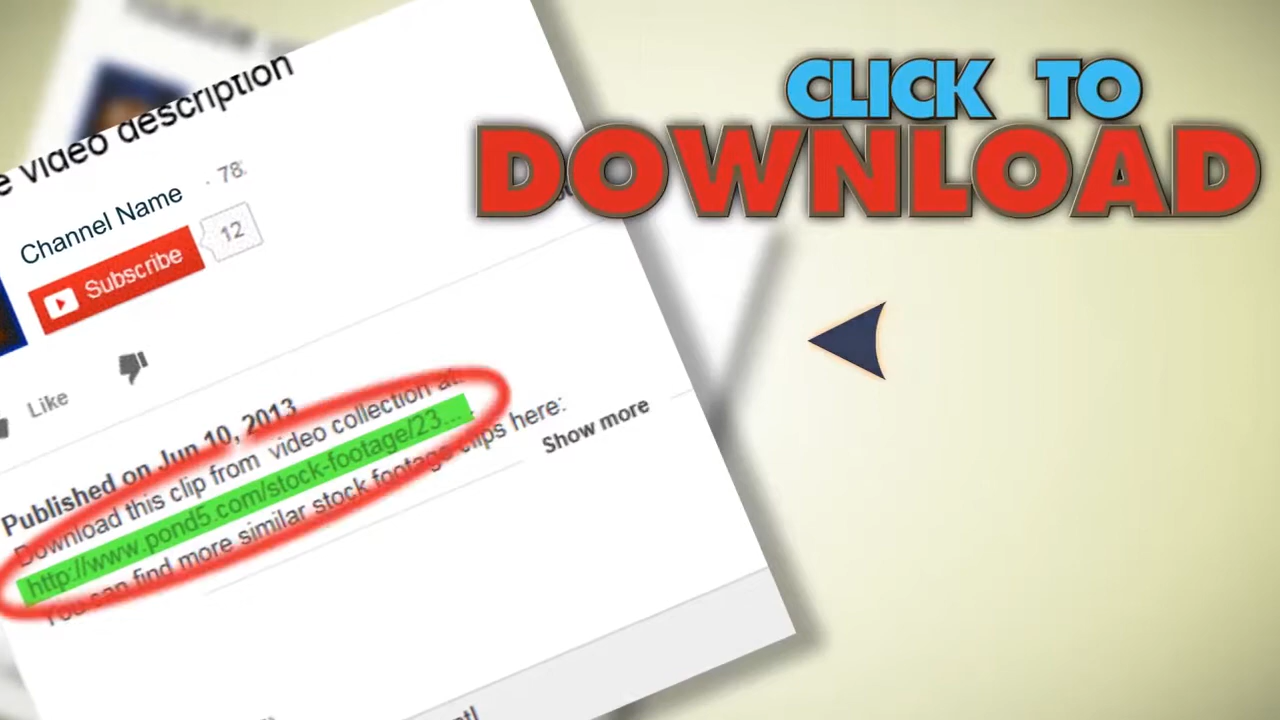 CLICK TO
DOWNLOAD
video description
Channel Name
78
Subscribe
12
Like
Published on Jun 10, 2013
Download this clip from video collection at
http://www.pond5.com/stock-footage/23...
You can find more similar stock footage clips here:
Show more